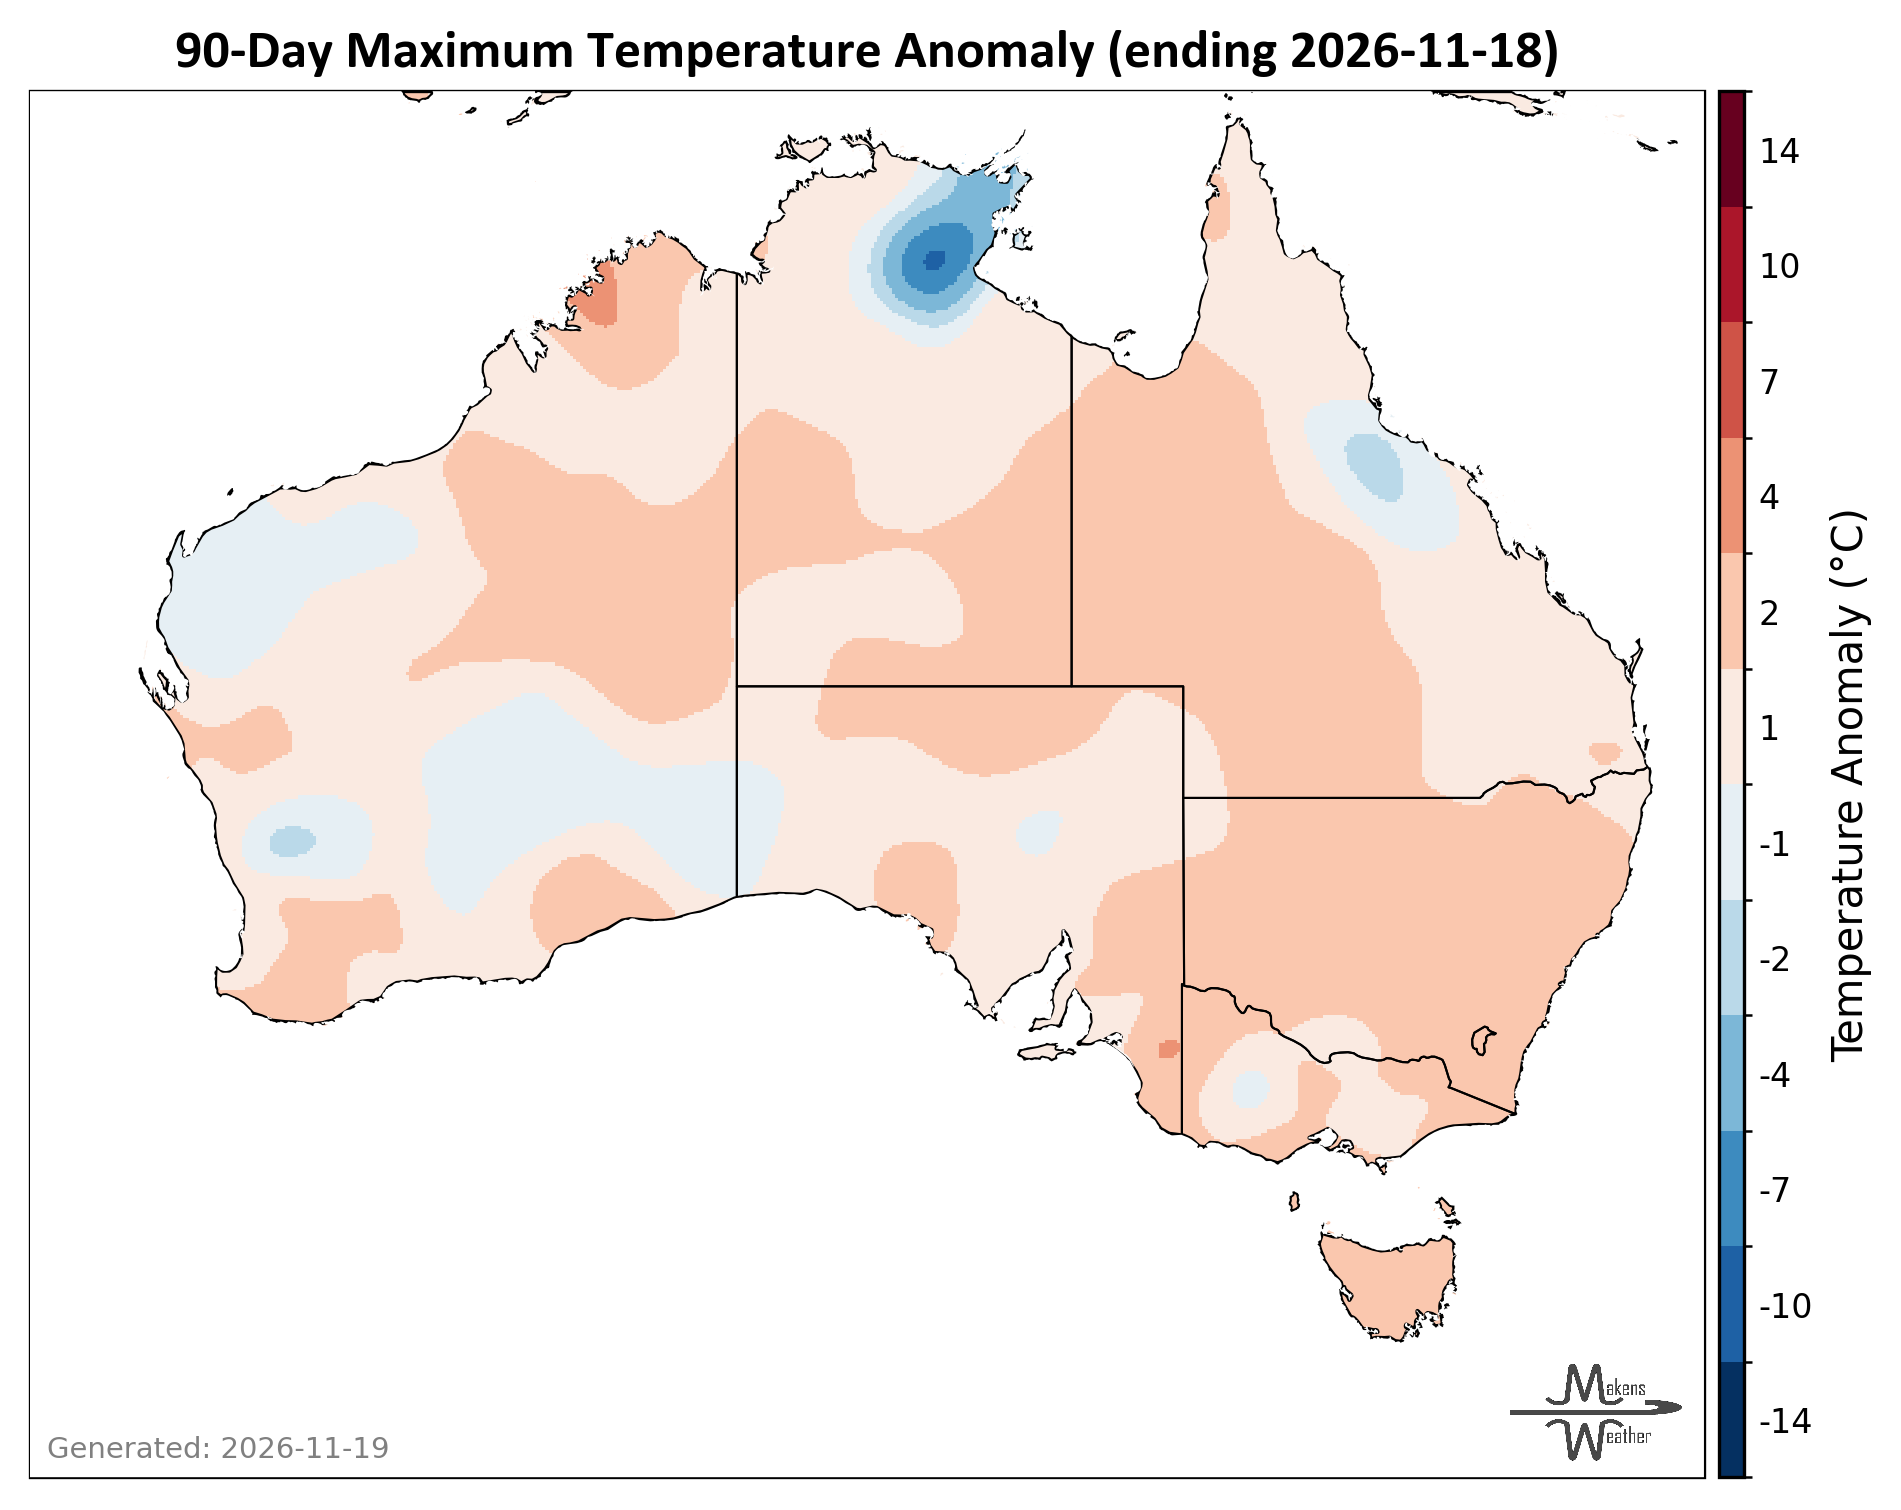 90-Day Maximum Temperature Anomaly (ending 2026-11-18)
14
10
7
4
2
1
-1
-2
-4
-7
-10
-14
Temperature Anomaly (°C)
Makens
Weather
Generated: 2026-11-19